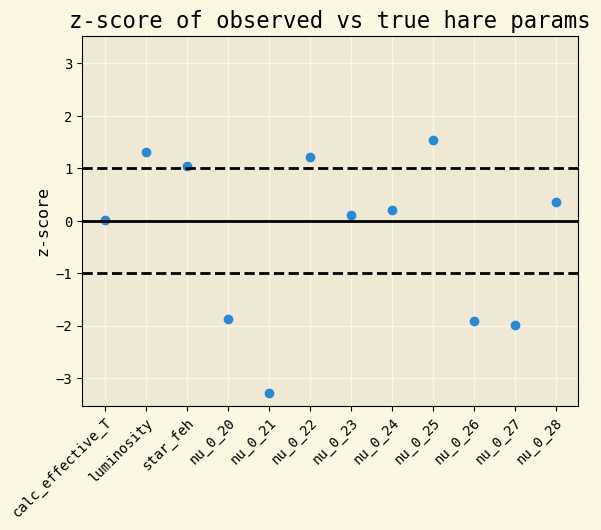 z-score of observed vs true hare params
3
2
1
0
−1
−2
−3
z-score
calc_effective_T
luminosity
star_feh
nu_0_20
nu_0_21
nu_0_22
nu_0_23
nu_0_24
nu_0_25
nu_0_26
nu_0_27
nu_0_28